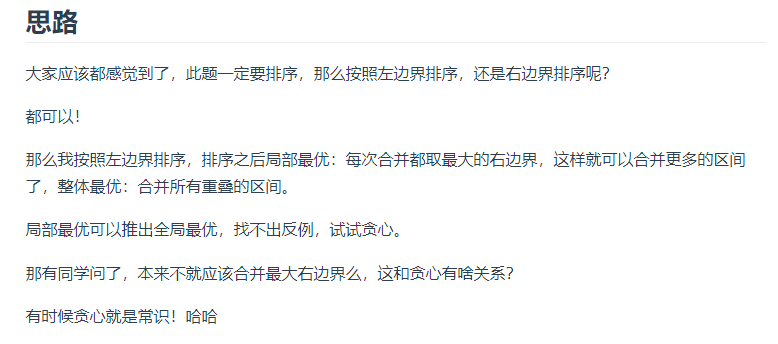 思路
大家应该都感觉到了，此题一定要排序，那么按照左边界排序，还是右边界排序呢？
都可以！
那么我按照左边界排序，排序之后局部最优：每次合并都取最大的右边界，这样就可以合并更多的区间
了，整体最优：合并所有重叠的区间。
局部最优可以推出全局最优，找不出反例，试试贪心。
那有同学问了，本来不就应该合并最大右边界么，这和贪心有啥关系？
有时候贪心就是常识！哈哈